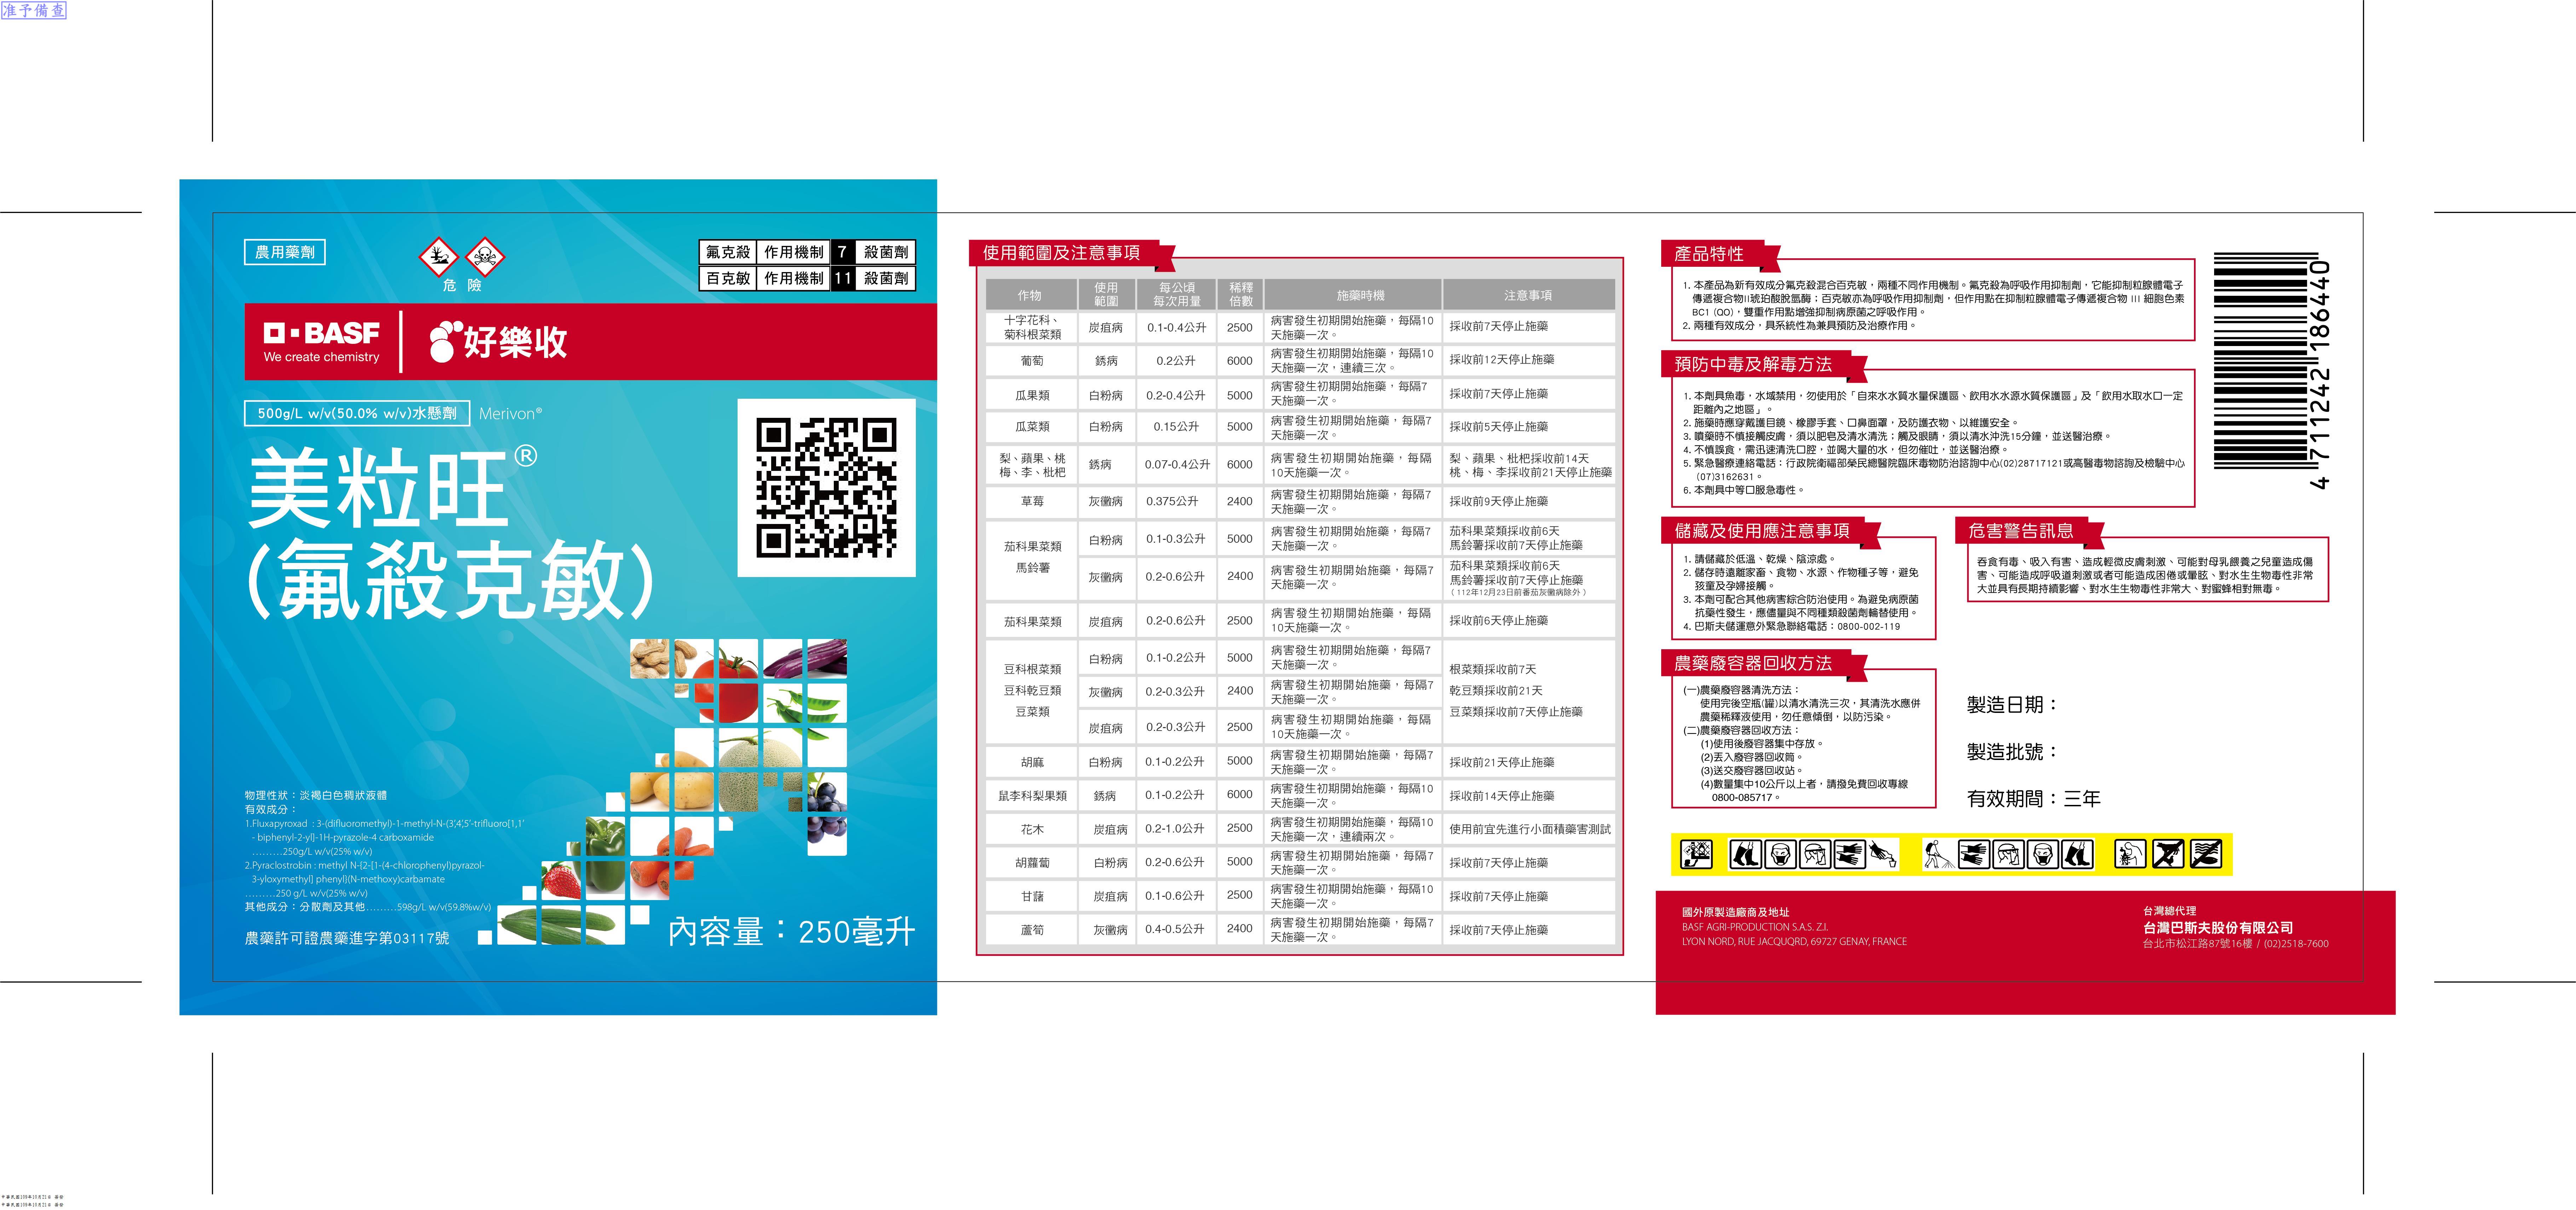 准予備查
農用藥劑
危 險
氟克殺 作用機制 7 殺菌劑
百克敏 作用機制 11 殺菌劑
BASF
We create chemistry
好樂收
500g/L w/v(50.0% w/v)水懸劑 Merivon®
美粒旺®
(氟殺克敏)
物理性狀：淡褐白色稠狀液體
有效成分：
1.Fluxapyroxad : 3-(difluoromethyl)-1-methyl-N-(3',4',5'-trifluoro[1,1'
- biphenyl-2-yl]-1H-pyrazole-4 carboxamide
.........250g/L w/v(25% w/v)
2.Pyraclostrobin : methyl N-{2-[1-(4-chlorophenyl)pyrazol-
3-yloxymethyl] phenyl}(N-methoxy)carbamate
.........250 g/L w/v(25% w/v)
其他成分：分散劑及其他.........598g/L w/v(59.8%w/v)
農藥許可證農藥進字第03117號
內容量：250毫升
使用範圍及注意事項
作物 使用範圍 每公頃每次用量 稀釋倍數 施藥時機 注意事項
十字花科、菊科根菜類 炭疽病 0.1-0.4公升 2500 病害發生初期開始施藥，每隔10天施藥一次。 採收前7天停止施藥
葡萄 銹病 0.2公升 6000 病害發生初期開始施藥，每隔10天施藥一次，連續三次。 採收前12天停止施藥
瓜果類 白粉病 0.2-0.4公升 5000 病害發生初期開始施藥，每隔7天施藥一次。 採收前7天停止施藥
瓜菜類 白粉病 0.15公升 5000 病害發生初期開始施藥，每隔7天施藥一次。 採收前5天停止施藥
梨、蘋果、桃梅、李、枇杷 銹病 0.07-0.4公升 6000 病害發生初期開始施藥，每隔10天施藥一次。 梨、蘋果、枇杷採收前14天桃、梅、李採收前21天停止施藥
草莓 灰黴病 0.375公升 2400 病害發生初期開始施藥，每隔7天施藥一次。 採收前9天停止施藥
茄科果菜類 馬鈴薯 白粉病 0.1-0.3公升 5000 病害發生初期開始施藥，每隔7天施藥一次。 茄科果菜類採收前6天馬鈴薯採收前7天停止施藥
灰黴病 0.2-0.6公升 2400 病害發生初期開始施藥，每隔7天施藥一次。 茄科果菜類採收前6天馬鈴薯採收前7天停止施藥（112年12月23日前番茄灰黴病除外）
茄科果菜類 炭疽病 0.2-0.6公升 2500 病害發生初期開始施藥，每隔10天施藥一次。 採收前6天停止施藥
豆科根菜類 豆科乾豆類 豆菜類 白粉病 0.1-0.2公升 5000 病害發生初期開始施藥，每隔7天施藥一次。 根菜類採收前7天 乾豆類採收前21天 豆菜類採收前7天停止施藥
灰黴病 0.2-0.3公升 2400 病害發生初期開始施藥，每隔7天施藥一次。
炭疽病 0.2-0.3公升 2500 病害發生初期開始施藥，每隔10天施藥一次。
胡麻 白粉病 0.1-0.2公升 5000 病害發生初期開始施藥，每隔7天施藥一次。 採收前21天停止施藥
鼠李科梨果類 銹病 0.1-0.2公升 6000 病害發生初期開始施藥，每隔10天施藥一次。 採收前14天停止施藥
花木 炭疽病 0.2-1.0公升 2500 病害發生初期開始施藥，每隔10天施藥一次，連續兩次。 使用前宜先進行小面積藥害測試
胡蘿蔔 白粉病 0.2-0.6公升 5000 病害發生初期開始施藥，每隔7天施藥一次。 採收前7天停止施藥
甘藷 炭疽病 0.1-0.6公升 2500 病害發生初期開始施藥，每隔10天施藥一次。 採收前7天停止施藥
蘆筍 灰黴病 0.4-0.5公升 2400 病害發生初期開始施藥，每隔7天施藥一次。 採收前7天停止施藥
產品特性
1. 本產品為新有效成分氟克殺混合百克敏，兩種不同作用機制。氟克殺為呼吸作用抑制劑，它能抑制粒腺體電子
傳遞複合物II琥珀酸脫氫酶；百克敏亦為呼吸作用抑制劑，但作用點在抑制粒腺體電子傳遞複合物 III 細胞色素
BC1 (QO)，雙重作用點增強抑制病原菌之呼吸作用。
2. 兩種有效成分，具系統性為兼具預防及治療作用。
預防中毒及解毒方法
1. 本劑具魚毒，水域禁用，勿使用於「自來水水質水量保護區、飲用水水源水質保護區」及「飲用水取水口一定
距離內之地區」。
2. 施藥時應穿戴護目鏡、橡膠手套、口鼻面罩，及防護衣物、以維護安全。
3. 噴藥時不慎接觸皮膚，須以肥皂及清水清洗；觸及眼睛，須以清水沖洗15分鐘，並送醫治療。
4. 不慎誤食，需迅速清洗口腔，並喝大量的水，但勿催吐，並送醫治療。
5. 緊急醫療連絡電話：行政院衛福部榮民總醫院臨床毒物防治諮詢中心(02)28717121或高醫毒物諮詢及檢驗中心
(07)3162631。
6. 本劑具中等口服急毒性。
儲藏及使用應注意事項
1. 請儲藏於低溫、乾燥、陰涼處。
2. 儲存時遠離家畜、食物、水源、作物種子等，避免
孩童及孕婦接觸。
3. 本劑可配合其他病害綜合防治使用。為避免病原菌
抗藥性發生，應儘量與不同種類殺菌劑輪替使用。
4. 巴斯夫儲運意外緊急聯絡電話：0800-002-119
危害警告訊息
吞食有毒、吸入有害、造成輕微皮膚刺激、可能對母乳餵養之兒童造成傷
害、可能造成呼吸道刺激或者可能造成困倦或暈眩、對水生生物毒性非常
大並具有長期持續影響、對水生生物毒性非常大、對蜜蜂相對無毒。
農藥廢容器回收方法
(一)農藥廢容器清洗方法：
使用完後空瓶(罐)以清水清洗三次，其清洗水應併
農藥稀釋液使用，勿任意傾倒，以防污染。
(二)農藥廢容器回收方法：
(1)使用後廢容器集中存放。
(2)丟入廢容器回收筒。
(3)送交廢容器回收站。
(4)數量集中10公斤以上者，請撥免費回收專線
0800-085717。
製造日期：
製造批號：
有效期間：三年
4 711242 186440
國外原製造廠商及地址
BASF AGRI-PRODUCTION S.A.S. Z.I.
LYON NORD, RUE JACQUQRD, 69727 GENAY, FRANCE
台灣總代理
台灣巴斯夫股份有限公司
台北市松江路87號16樓 / (02)2518-7600